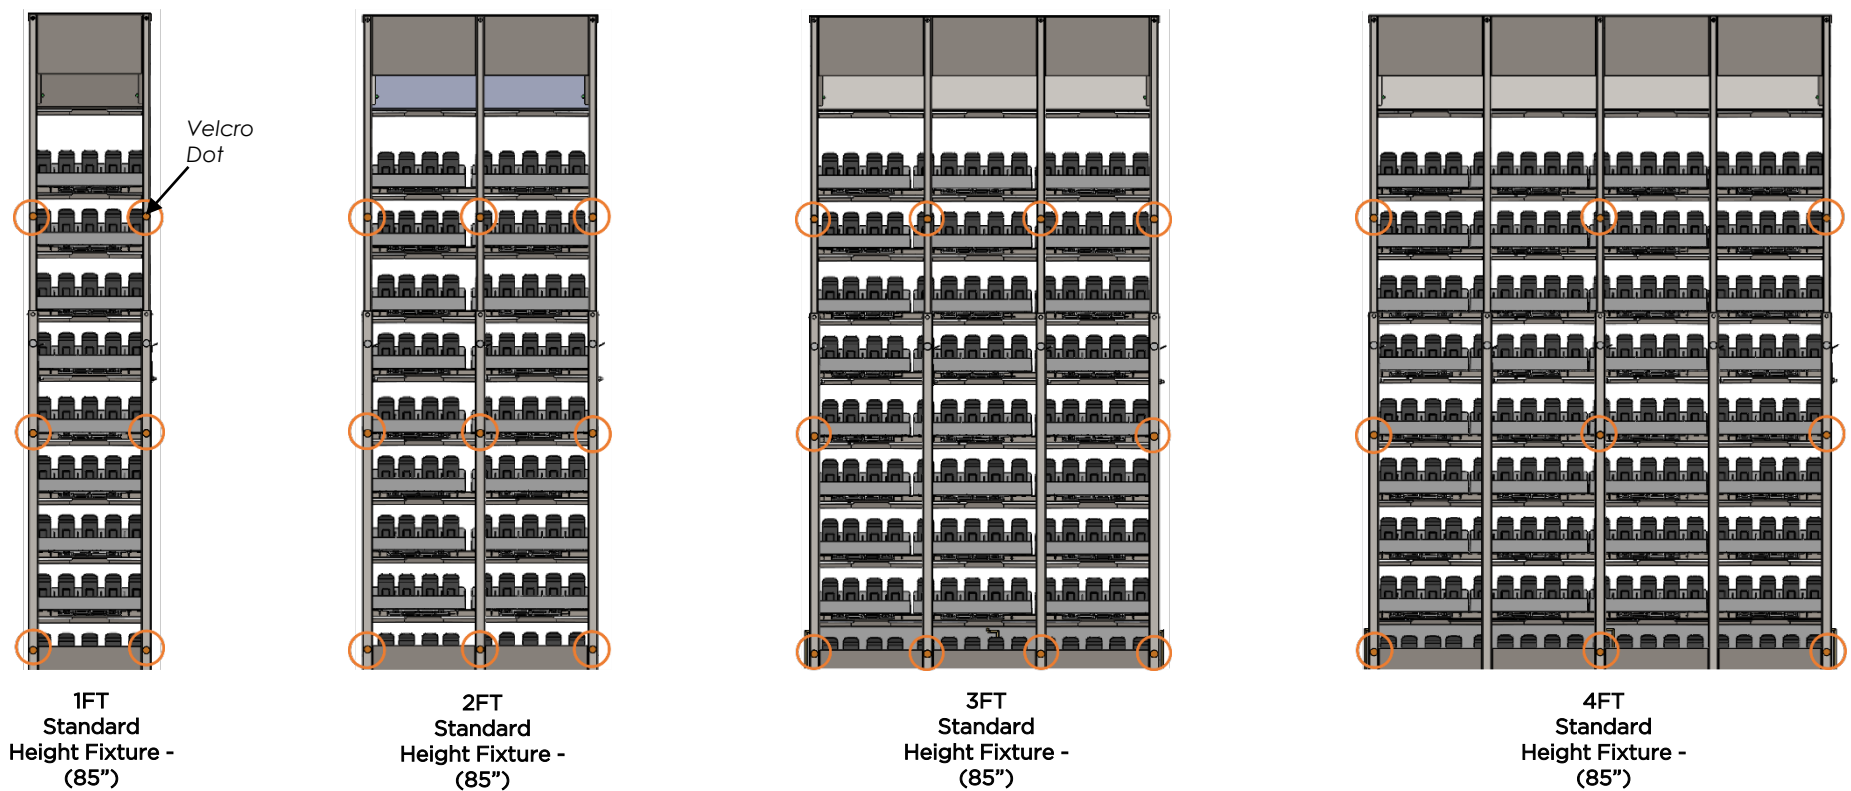 Velcro
Dot
1FT
Standard
Height Fixture -
(85”)
2FT
Standard
Height Fixture -
(85”)
3FT
Standard
Height Fixture -
(85”)
4FT
Standard
Height Fixture -
(85”)